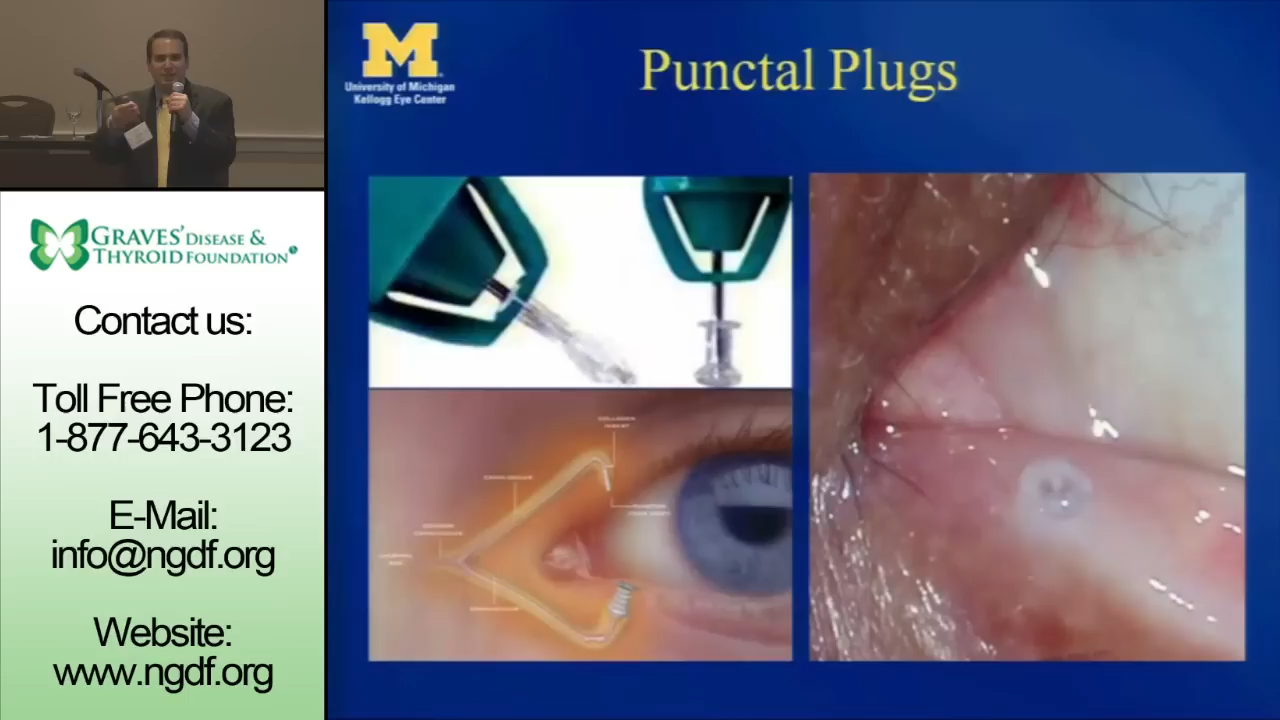 GRAVES' DISEASE &
THYROID FOUNDATION
Contact us:
Toll Free Phone:
1-877-643-3123
E-Mail:
info@ngdf.org
Website:
www.ngdf.org
M
University of Michigan
Kellogg Eye Center
Punctal Plugs